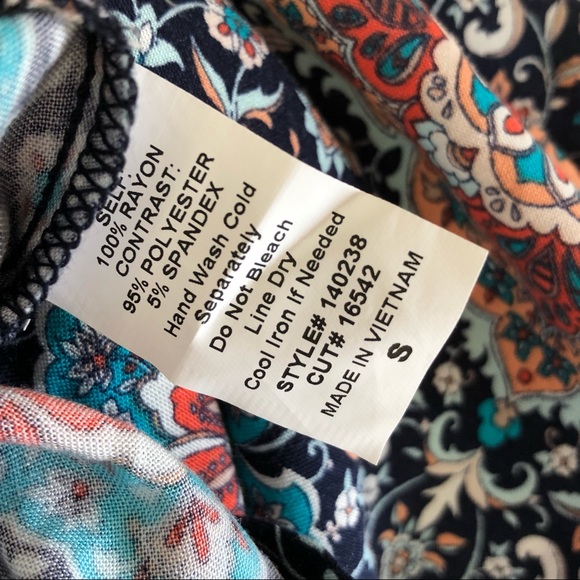 SELF:
100% RAYON
CONTRAST:
95% POLYESTER
5% SPANDEX
Hand Wash Cold
Separately
Do Not Bleach
Line Dry
Cool Iron If Needed
STYLE# 140238
CUT# 16542
MADE IN VIETNAM
S